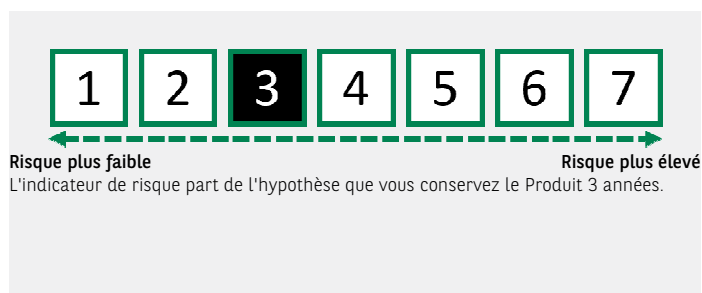 1 2 3 4 5 6 7
Risque plus faible Risque plus élevé
L'indicateur de risque part de l'hypothèse que vous conservez le Produit 3 années.